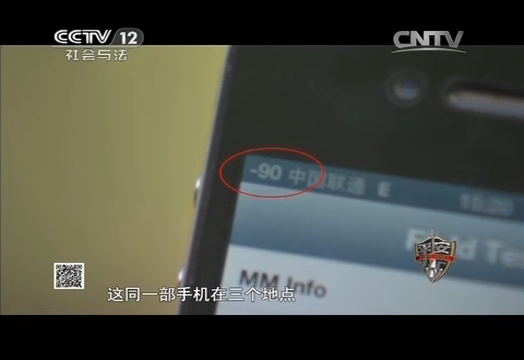 CCTV 12
社会与法
CNTV
-90 中国联通 E 15:20
Field Te
MM Info
这同一部手机在三个地点